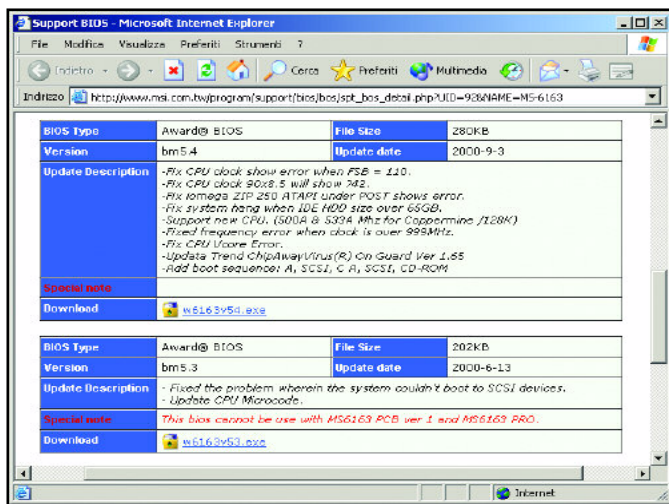 Support BIOS - Microsoft Internet Explorer
File Modifica Visualizza Preferiti Strumenti ?
Indietro Cerca Preferiti Multimedia
Indirizzo http://www.msi.com.tw/program/support/bios/bos/spt_bos_detail.php?UID=92&NAME=MS-6163
BIOS Type Award® BIOS File Size 280KB
Version bm5.4 Update date 2000-9-3
Update Description -Fix CPU clock show error when FSB = 110.
-Fix CPU clock 90x8.5 will show 742.
-Fix Iomega ZIP 250 ATAPI under POST shows error.
-Fix system hang when IDE HDD size over 65GB.
-Support new CPU. (500A & 533A Mhz for Coppermine /128K)
-Fixed frequency error when clock is over 999MHz.
-Fix CPU Vcore Error.
-Updata Trend ChipAwayVirus(R) On Guard Ver 1.65
-Add boot sequence: A, SCSI, C A, SCSI, CD-ROM
Special note
Download w6163v54.exe
BIOS Type Award® BIOS File Size 202KB
Version bm5.3 Update date 2000-6-13
Update Description - Fixed the problem wherein the system couldn't boot to SCSI devices.
- Update CPU Microcode.
Special note This bios cannot be use with MS6163 PCB ver 1 and MS6163 PRO.
Download w6163v53.exe
Internet